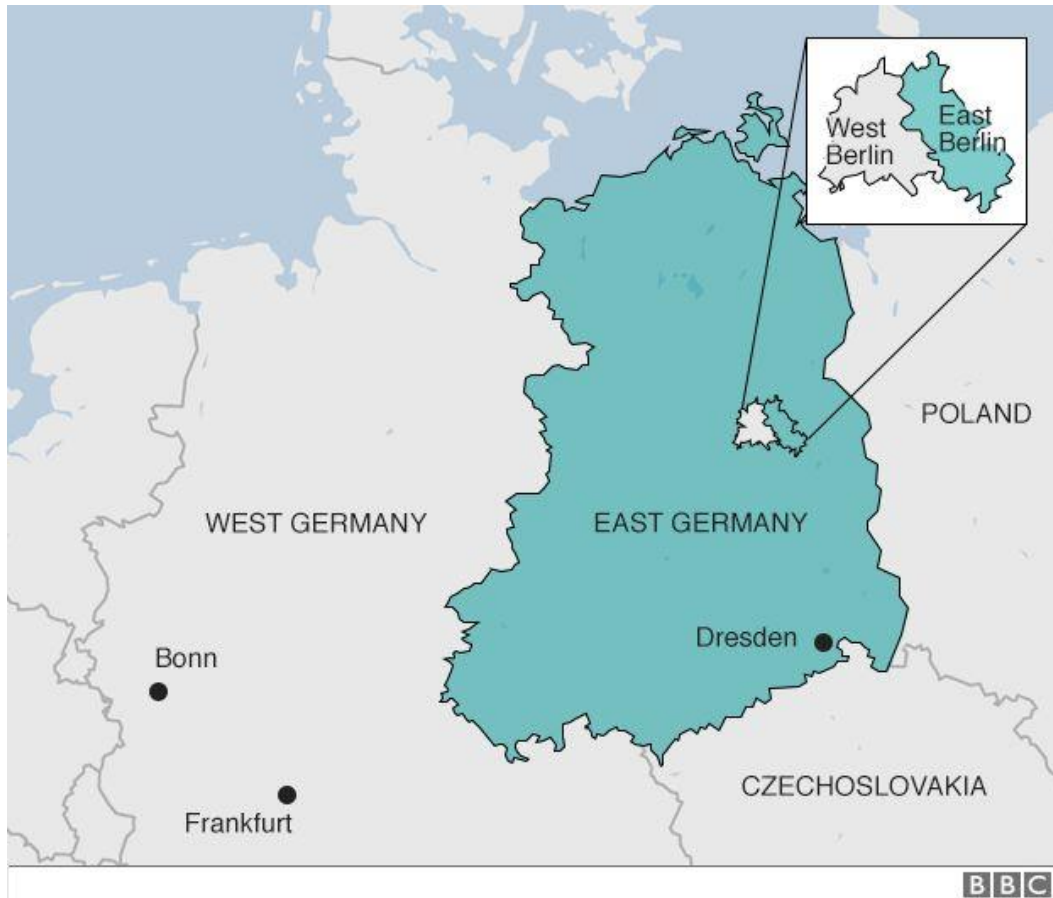 West
Berlin
East
Berlin
POLAND
WEST GERMANY
EAST GERMANY
Dresden
Bonn
CZECHOSLOVAKIA
Frankfurt
BBC